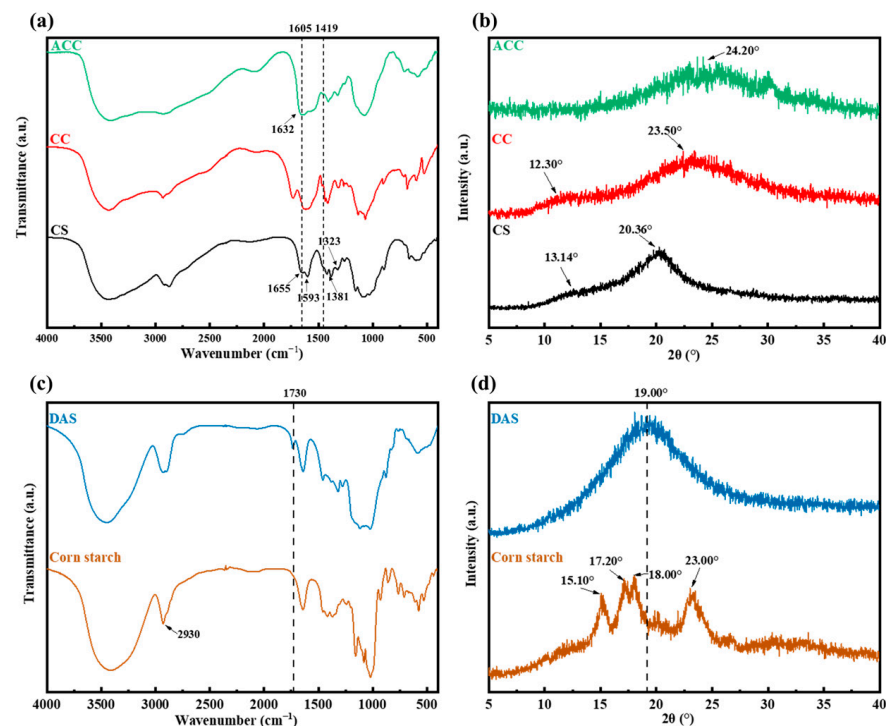 (a)
1605 1419
ACC
1632
CC
CS
1323
1655
1593
1381
Transmittance (a.u.)
4000 3500 3000 2500 2000 1500 1000 500
Wavenumber (cm⁻¹)
(b)
ACC
24.20°
CC
23.50°
12.30°
CS
20.36°
13.14°
Intensity (a.u.)
5 10 15 20 25 30 35 40
2θ (°)
(c)
1730
DAS
Corn starch
2930
Transmittance (a.u.)
4000 3500 3000 2500 2000 1500 1000 500
Wavenumber (cm⁻¹)
(d)
19.00°
DAS
Corn starch
17.20°
18.00°
23.00°
15.10°
Intensity (a.u.)
5 10 15 20 25 30 35 40
2θ (°)